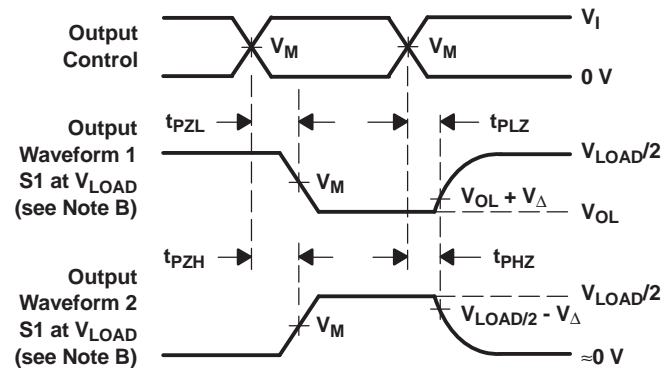 Output
Control
V_I
V_M
V_M
0 V
t_PZL
t_PLZ
Output
Waveform 1
S1 at V_LOAD
(see Note B)
V_LOAD/2
V_M
V_OL + V_Δ
V_OL
t_PZH
t_PHZ
Output
Waveform 2
S1 at V_LOAD
(see Note B)
V_LOAD/2
V_M
V_LOAD/2 - V_Δ
≈0 V